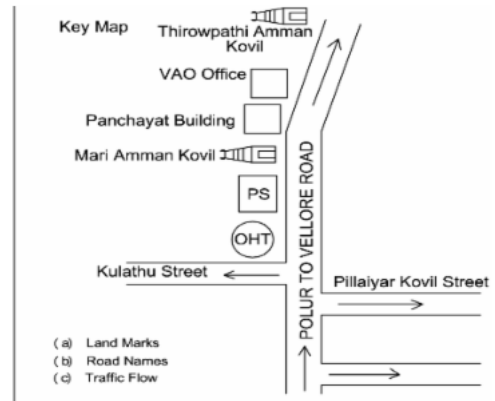 Key Map
Thirowpathi Amman
Kovil
VAO Office
Panchayat Building
Mari Amman Kovil
PS
OHT
Kulathu Street
POLUR TO VELLORE ROAD
Pillaiyar Kovil Street
(a) Land Marks
(b) Road Names
(c) Traffic Flow